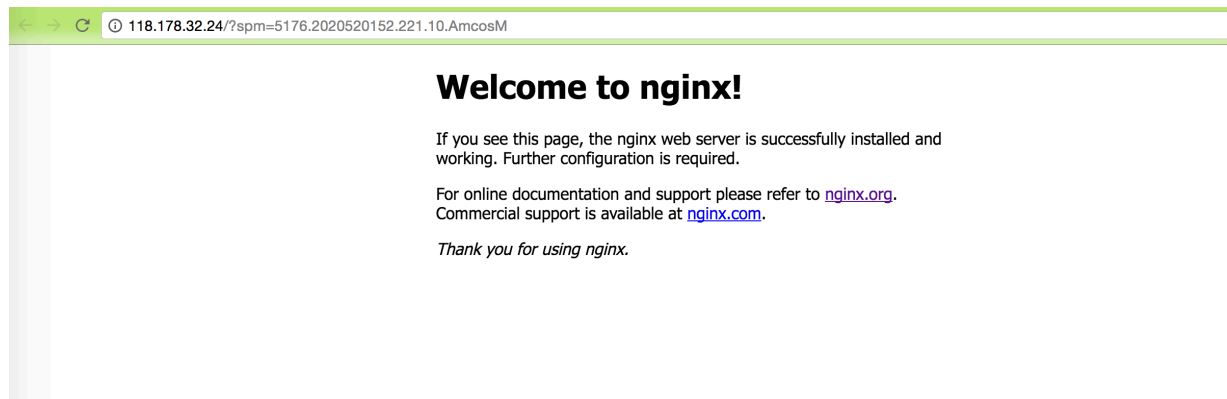 118.178.32.24/?spm=5176.2020520152.221.10.AmcosM
Welcome to nginx!
If you see this page, the nginx web server is successfully installed and
working. Further configuration is required.
For online documentation and support please refer to nginx.org.
Commercial support is available at nginx.com.
Thank you for using nginx.